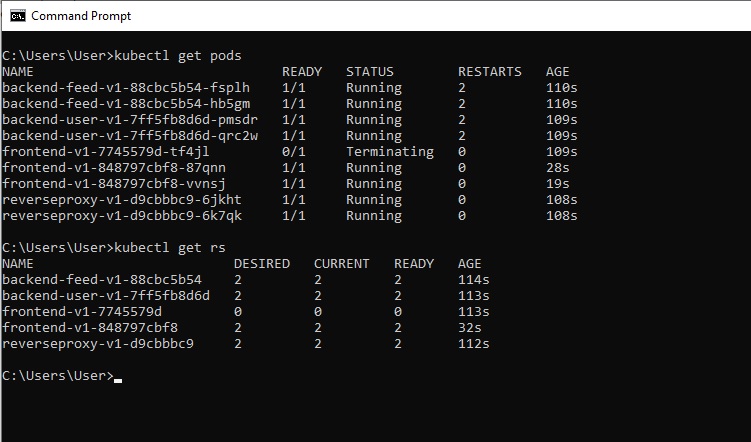 Command Prompt
C:\Users\User>kubectl get pods
NAME READY STATUS RESTARTS AGE
backend-feed-v1-88cbc5b54-fsplh 1/1 Running 2 110s
backend-feed-v1-88cbc5b54-hb5gm 1/1 Running 2 110s
backend-user-v1-7ff5fb8d6d-pmsdr 1/1 Running 2 109s
backend-user-v1-7ff5fb8d6d-qrc2w 1/1 Running 2 109s
frontend-v1-7745579d-tf4jl 0/1 Terminating 0 109s
frontend-v1-848797cbf8-87qnn 1/1 Running 0 28s
frontend-v1-848797cbf8-vvnsj 1/1 Running 0 19s
reverseproxy-v1-d9cbbbc9-6jkht 1/1 Running 0 108s
reverseproxy-v1-d9cbbbc9-6k7qk 1/1 Running 0 108s
C:\Users\User>kubectl get rs
NAME DESIRED CURRENT READY AGE
backend-feed-v1-88cbc5b54 2 2 2 114s
backend-user-v1-7ff5fb8d6d 2 2 2 113s
frontend-v1-7745579d 0 0 0 113s
frontend-v1-848797cbf8 2 2 2 32s
reverseproxy-v1-d9cbbbc9 2 2 2 112s
C:\Users\User>